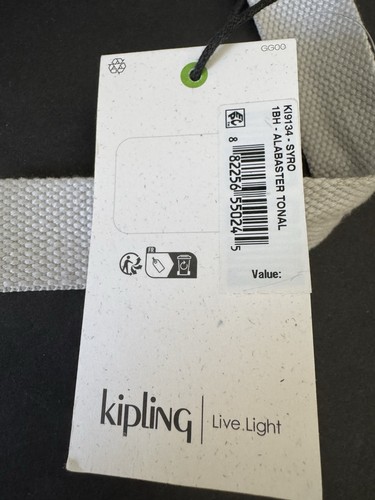 GG00
KI9134 - SYRO
1BH - ALABASTER TONAL
8 82256 55024 5
Value:
FR
kipling | Live.Light